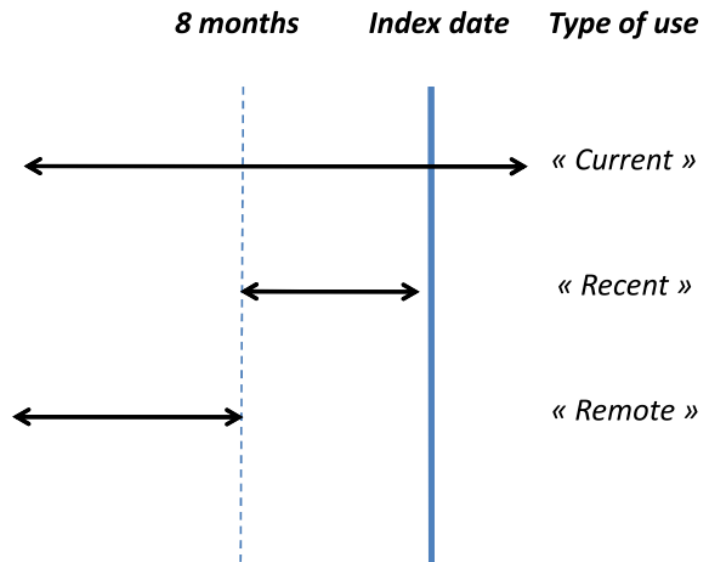 8 months Index date Type of use
« Current »
« Recent »
« Remote »